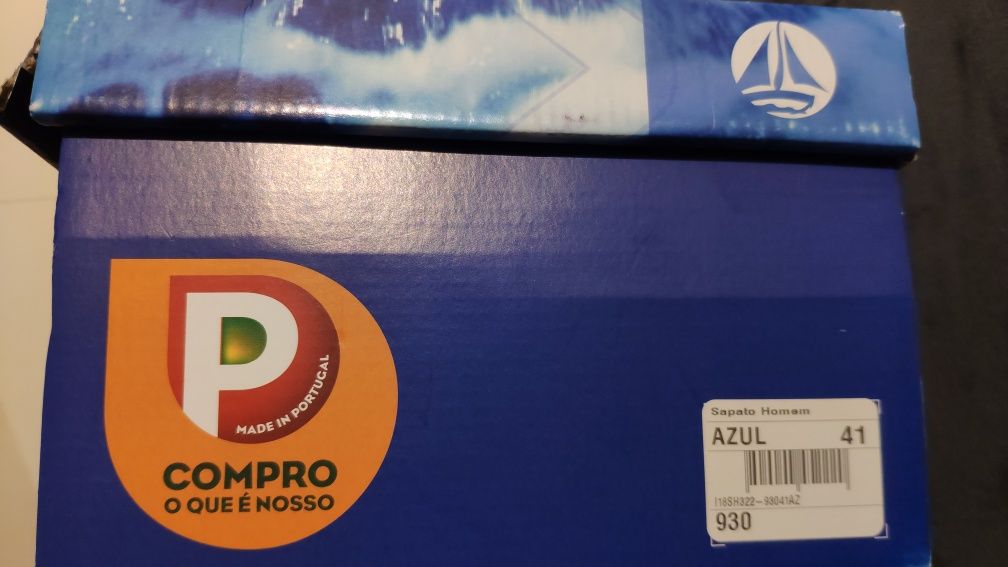 P
MADE IN PORTUGAL
COMPRO
O QUE É NOSSO
Sapato Homem
AZUL 41
I18SH322-93041AZ
930